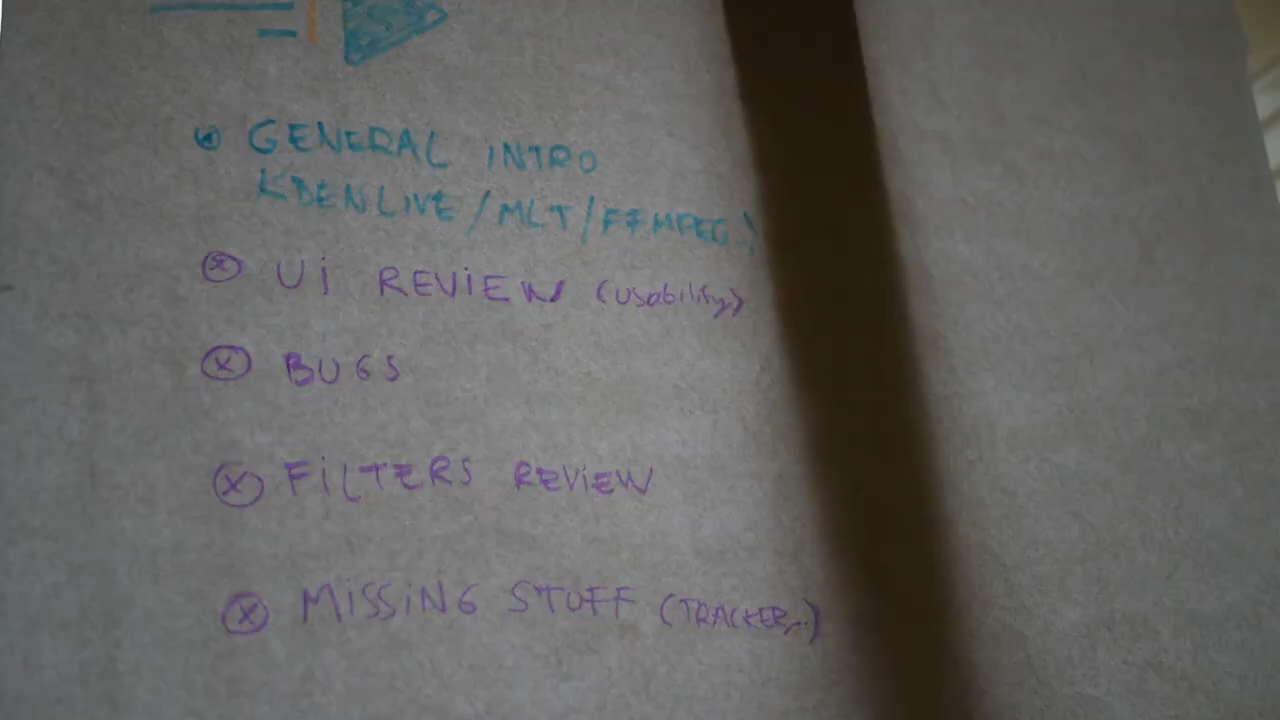 GENERAL INTRO
KDENLIVE/MLT/FFMPEG.)
Ui REViEW (usability,)
BUGS
FiLTERS REViEW
MiSSiNG STUFF (TRACKER,..)